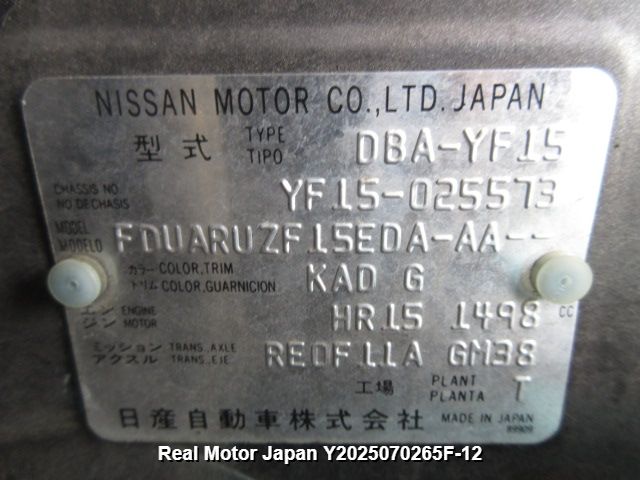 NISSAN MOTOR CO.,LTD. JAPAN
型式 TYPE TIPO DBA-YF15
CHASSIS NO. NO DE CHASIS YF15-025573
MODEL MODELO FDUARUZF15EDA-AA--
カラー COLOR,TRIM KAD G
トリム COLOR,GUARNICION
エンジン ENGINE MOTOR HR15 1498 CC
ミッション TRANS.,AXLE
アクスル TRANS.,EJE RE0F11A GM38
工場 PLANT PLANTA T
日産自動車株式会社 MADE IN JAPAN
Real Motor Japan Y2025070265F-12